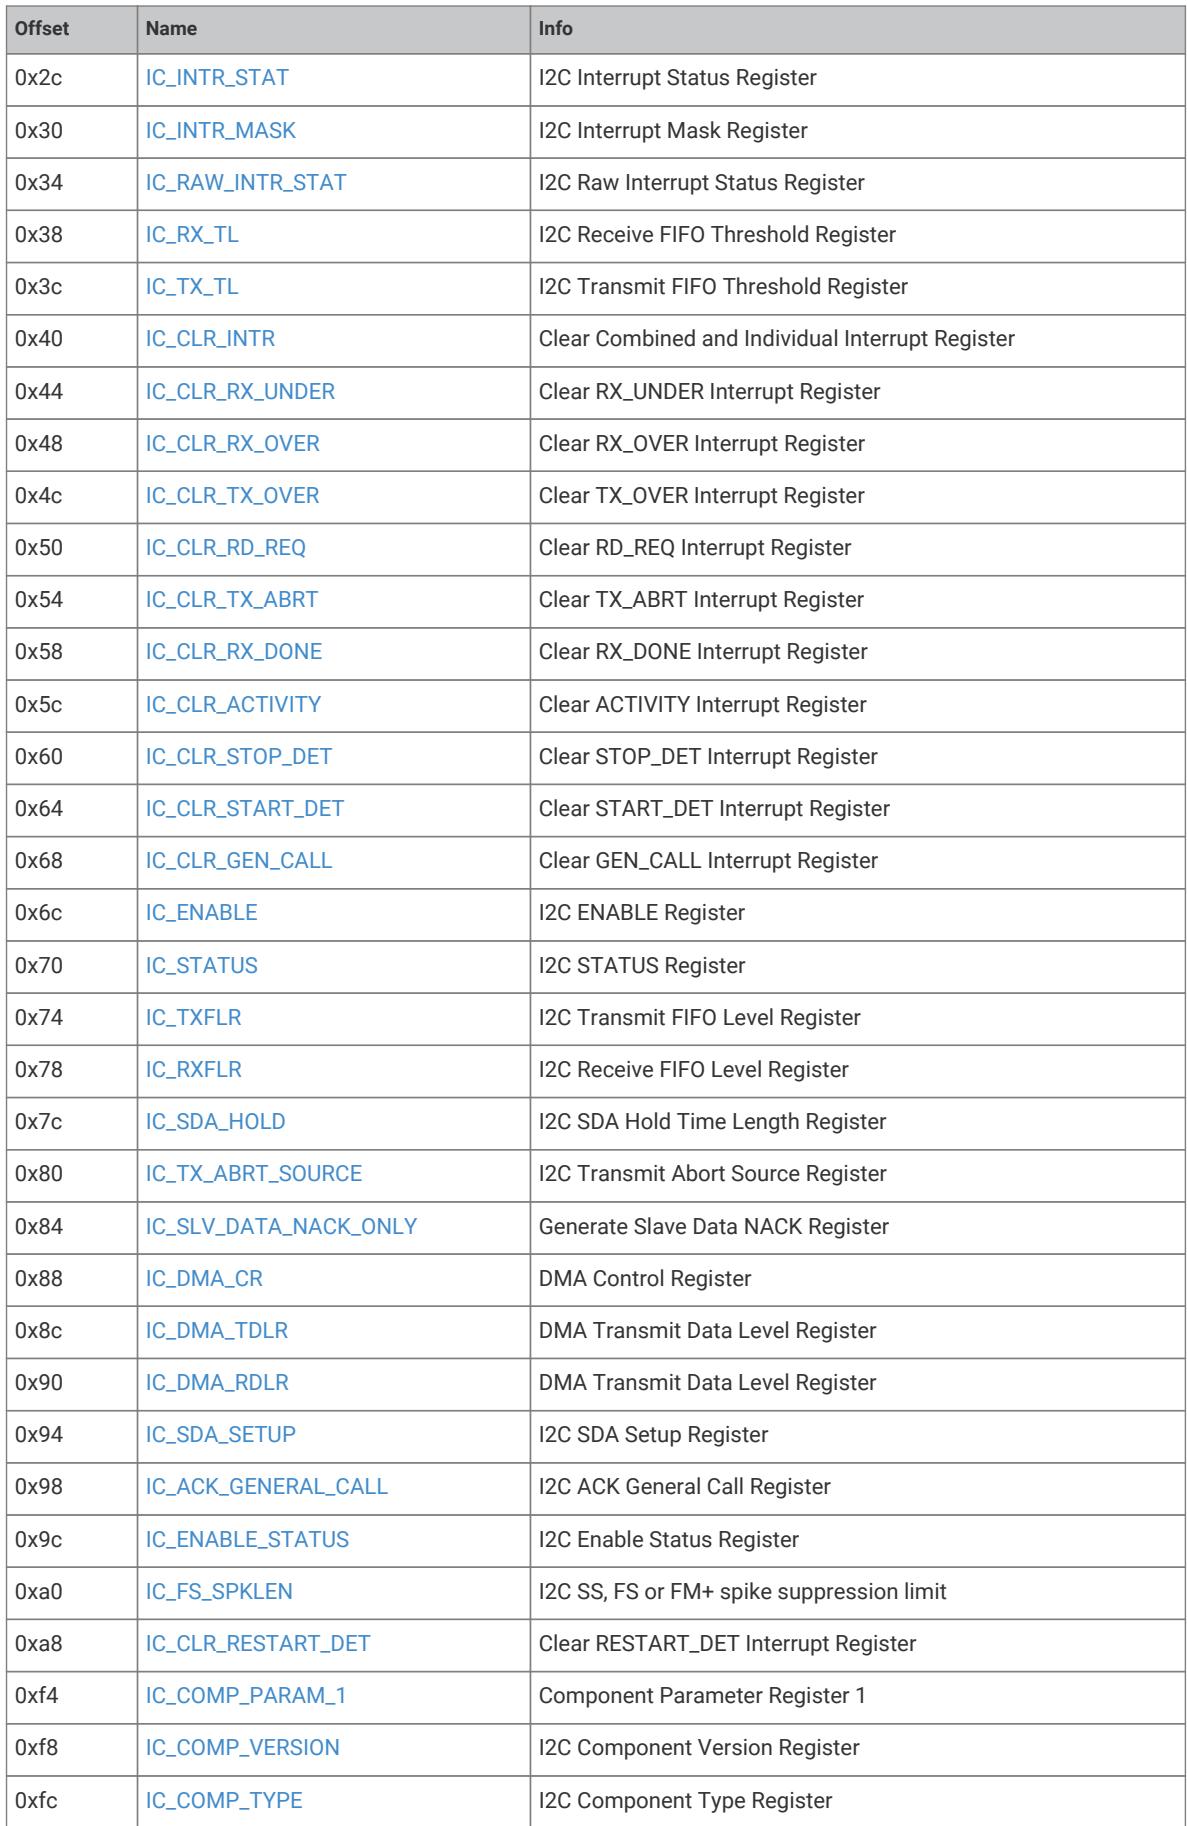 Offset Name Info
0x2c IC_INTR_STAT I2C Interrupt Status Register
0x30 IC_INTR_MASK I2C Interrupt Mask Register
0x34 IC_RAW_INTR_STAT I2C Raw Interrupt Status Register
0x38 IC_RX_TL I2C Receive FIFO Threshold Register
0x3c IC_TX_TL I2C Transmit FIFO Threshold Register
0x40 IC_CLR_INTR Clear Combined and Individual Interrupt Register
0x44 IC_CLR_RX_UNDER Clear RX_UNDER Interrupt Register
0x48 IC_CLR_RX_OVER Clear RX_OVER Interrupt Register
0x4c IC_CLR_TX_OVER Clear TX_OVER Interrupt Register
0x50 IC_CLR_RD_REQ Clear RD_REQ Interrupt Register
0x54 IC_CLR_TX_ABRT Clear TX_ABRT Interrupt Register
0x58 IC_CLR_RX_DONE Clear RX_DONE Interrupt Register
0x5c IC_CLR_ACTIVITY Clear ACTIVITY Interrupt Register
0x60 IC_CLR_STOP_DET Clear STOP_DET Interrupt Register
0x64 IC_CLR_START_DET Clear START_DET Interrupt Register
0x68 IC_CLR_GEN_CALL Clear GEN_CALL Interrupt Register
0x6c IC_ENABLE I2C ENABLE Register
0x70 IC_STATUS I2C STATUS Register
0x74 IC_TXFLR I2C Transmit FIFO Level Register
0x78 IC_RXFLR I2C Receive FIFO Level Register
0x7c IC_SDA_HOLD I2C SDA Hold Time Length Register
0x80 IC_TX_ABRT_SOURCE I2C Transmit Abort Source Register
0x84 IC_SLV_DATA_NACK_ONLY Generate Slave Data NACK Register
0x88 IC_DMA_CR DMA Control Register
0x8c IC_DMA_TDLR DMA Transmit Data Level Register
0x90 IC_DMA_RDLR DMA Transmit Data Level Register
0x94 IC_SDA_SETUP I2C SDA Setup Register
0x98 IC_ACK_GENERAL_CALL I2C ACK General Call Register
0x9c IC_ENABLE_STATUS I2C Enable Status Register
0xa0 IC_FS_SPKLEN I2C SS, FS or FM+ spike suppression limit
0xa8 IC_CLR_RESTART_DET Clear RESTART_DET Interrupt Register
0xf4 IC_COMP_PARAM_1 Component Parameter Register 1
0xf8 IC_COMP_VERSION I2C Component Version Register
0xfc IC_COMP_TYPE I2C Component Type Register